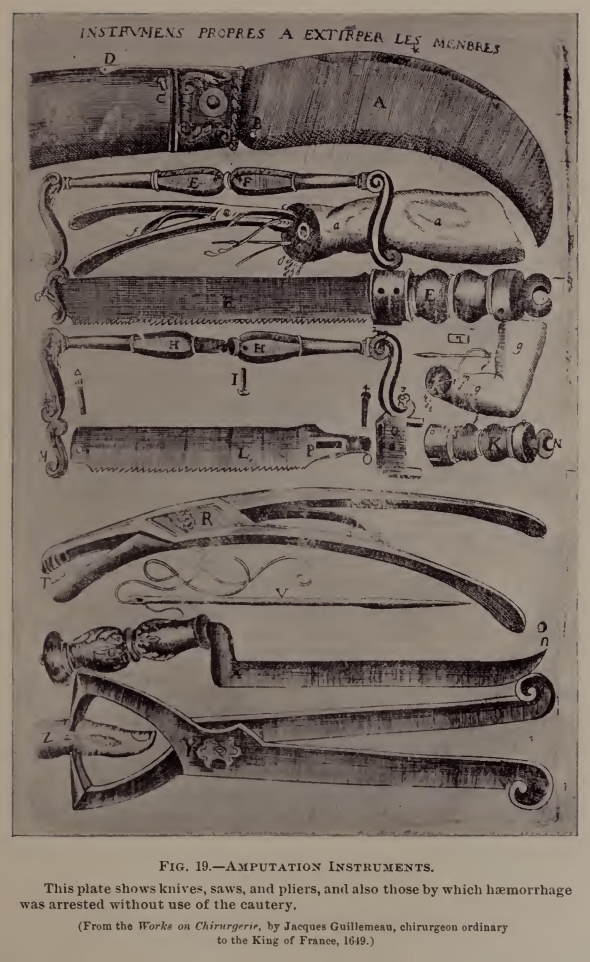 INSTRVMENS PROPRES A EXTIRPER LES MENBRES
D
A
B
E F
a a
E
H H
I
g
g
M L P O K N
R
T
V
Z
Y
FIG. 19.—AMPUTATION INSTRUMENTS.
This plate shows knives, saws, and pliers, and also those by which hæmorrhage
was arrested without use of the cautery.
(From the Works on Chirurgerie, by Jacques Guillemeau, chirurgeon ordinary
to the King of France, 1649.)